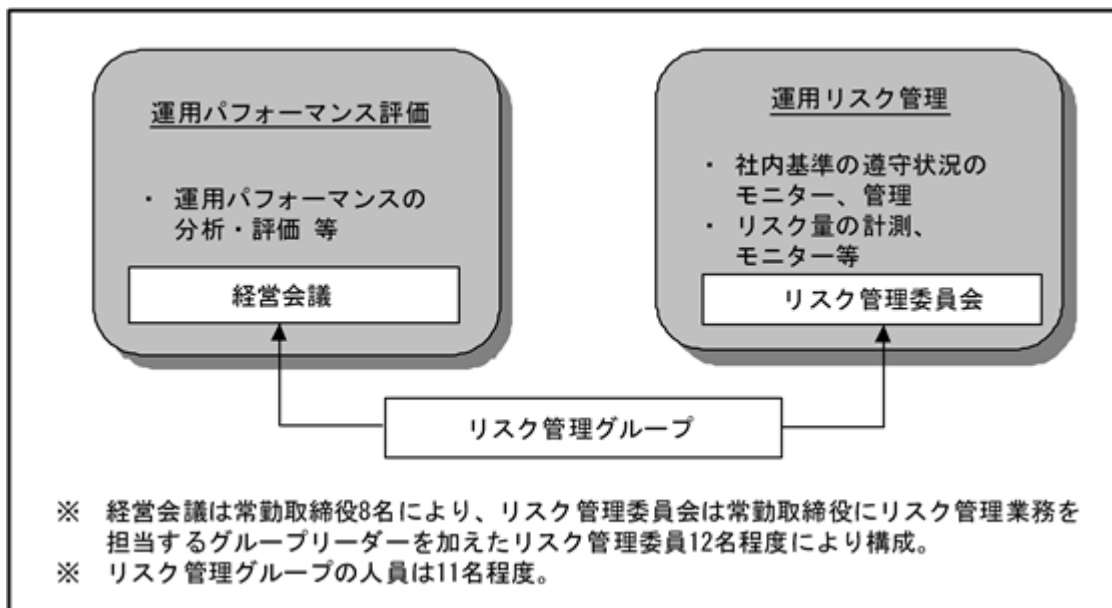 運用パフォーマンス評価
・ 運用パフォーマンスの
分析・評価 等
経営会議
運用リスク管理
・ 社内基準の遵守状況の
モニター、管理
・ リスク量の計測、
モニター等
リスク管理委員会
リスク管理グループ
※ 経営会議は常勤取締役8名により、リスク管理委員会は常勤取締役にリスク管理業務を
担当するグループリーダーを加えたリスク管理委員12名程度により構成。
※ リスク管理グループの人員は11名程度。